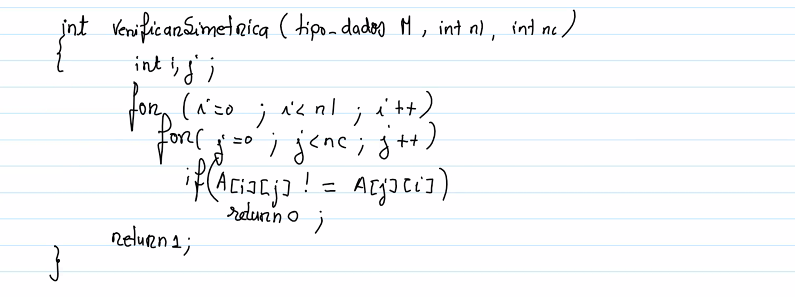 int VerificarSimetrica (tipo_dados M, int nl, int nc)
{
int i, j ;
for (i=0 ; i< nl ; i++)
for( j=0 ; j<nc ; j++)
if(A[i][j] != A[j][i])
return 0 ;
return 1;
}